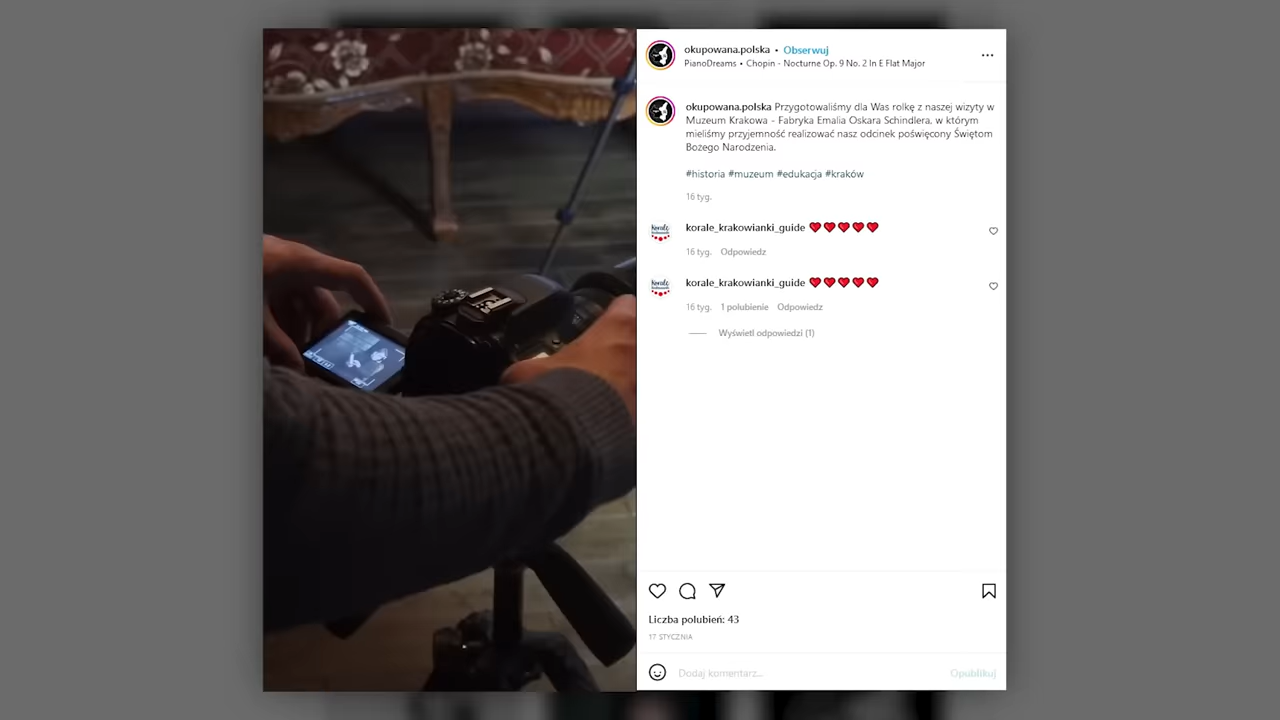 okupowana.polska • Obserwuj
PianoDreams • Chopin - Nocturne Op. 9 No. 2 In E Flat Major
okupowana.polska Przygotowaliśmy dla Was rolkę z naszej wizyty w
Muzeum Krakowa - Fabryka Emalia Oskara Schindlera, w którym
mieliśmy przyjemność realizować nasz odcinek poświęcony Świętom
Bożego Narodzenia.
#historia #muzeum #edukacja #kraków
16 tyg.
Korale
korale_krakowianki_guide ❤️❤️❤️❤️❤️
16 tyg. Odpowiedz
Korale
korale_krakowianki_guide ❤️❤️❤️❤️❤️
16 tyg. 1 polubienie Odpowiedz
Wyświetl odpowiedzi (1)
Liczba polubień: 43
17 STYCZNIA
Dodaj komentarz... Opublikuj